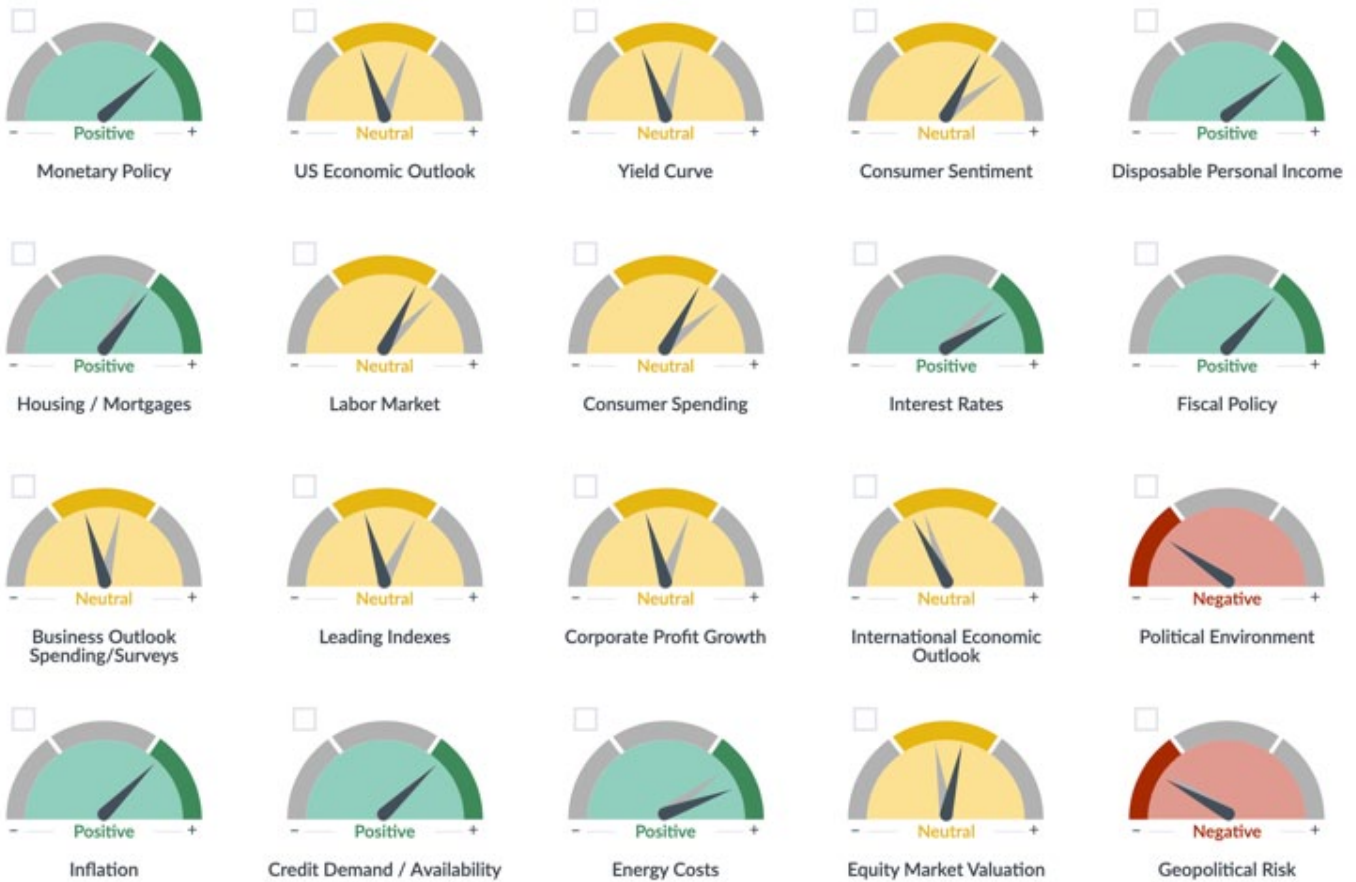 - Positive +
Monetary Policy
- Neutral +
US Economic Outlook
- Neutral +
Yield Curve
- Neutral +
Consumer Sentiment
- Positive +
Disposable Personal Income
- Positive +
Housing / Mortgages
- Neutral +
Labor Market
- Neutral +
Consumer Spending
- Positive +
Interest Rates
- Positive +
Fiscal Policy
- Neutral +
Business Outlook
Spending/Surveys
- Neutral +
Leading Indexes
- Neutral +
Corporate Profit Growth
- Neutral +
International Economic
Outlook
- Negative +
Political Environment
- Positive +
Inflation
- Positive +
Credit Demand / Availability
- Positive +
Energy Costs
- Neutral +
Equity Market Valuation
- Negative +
Geopolitical Risk